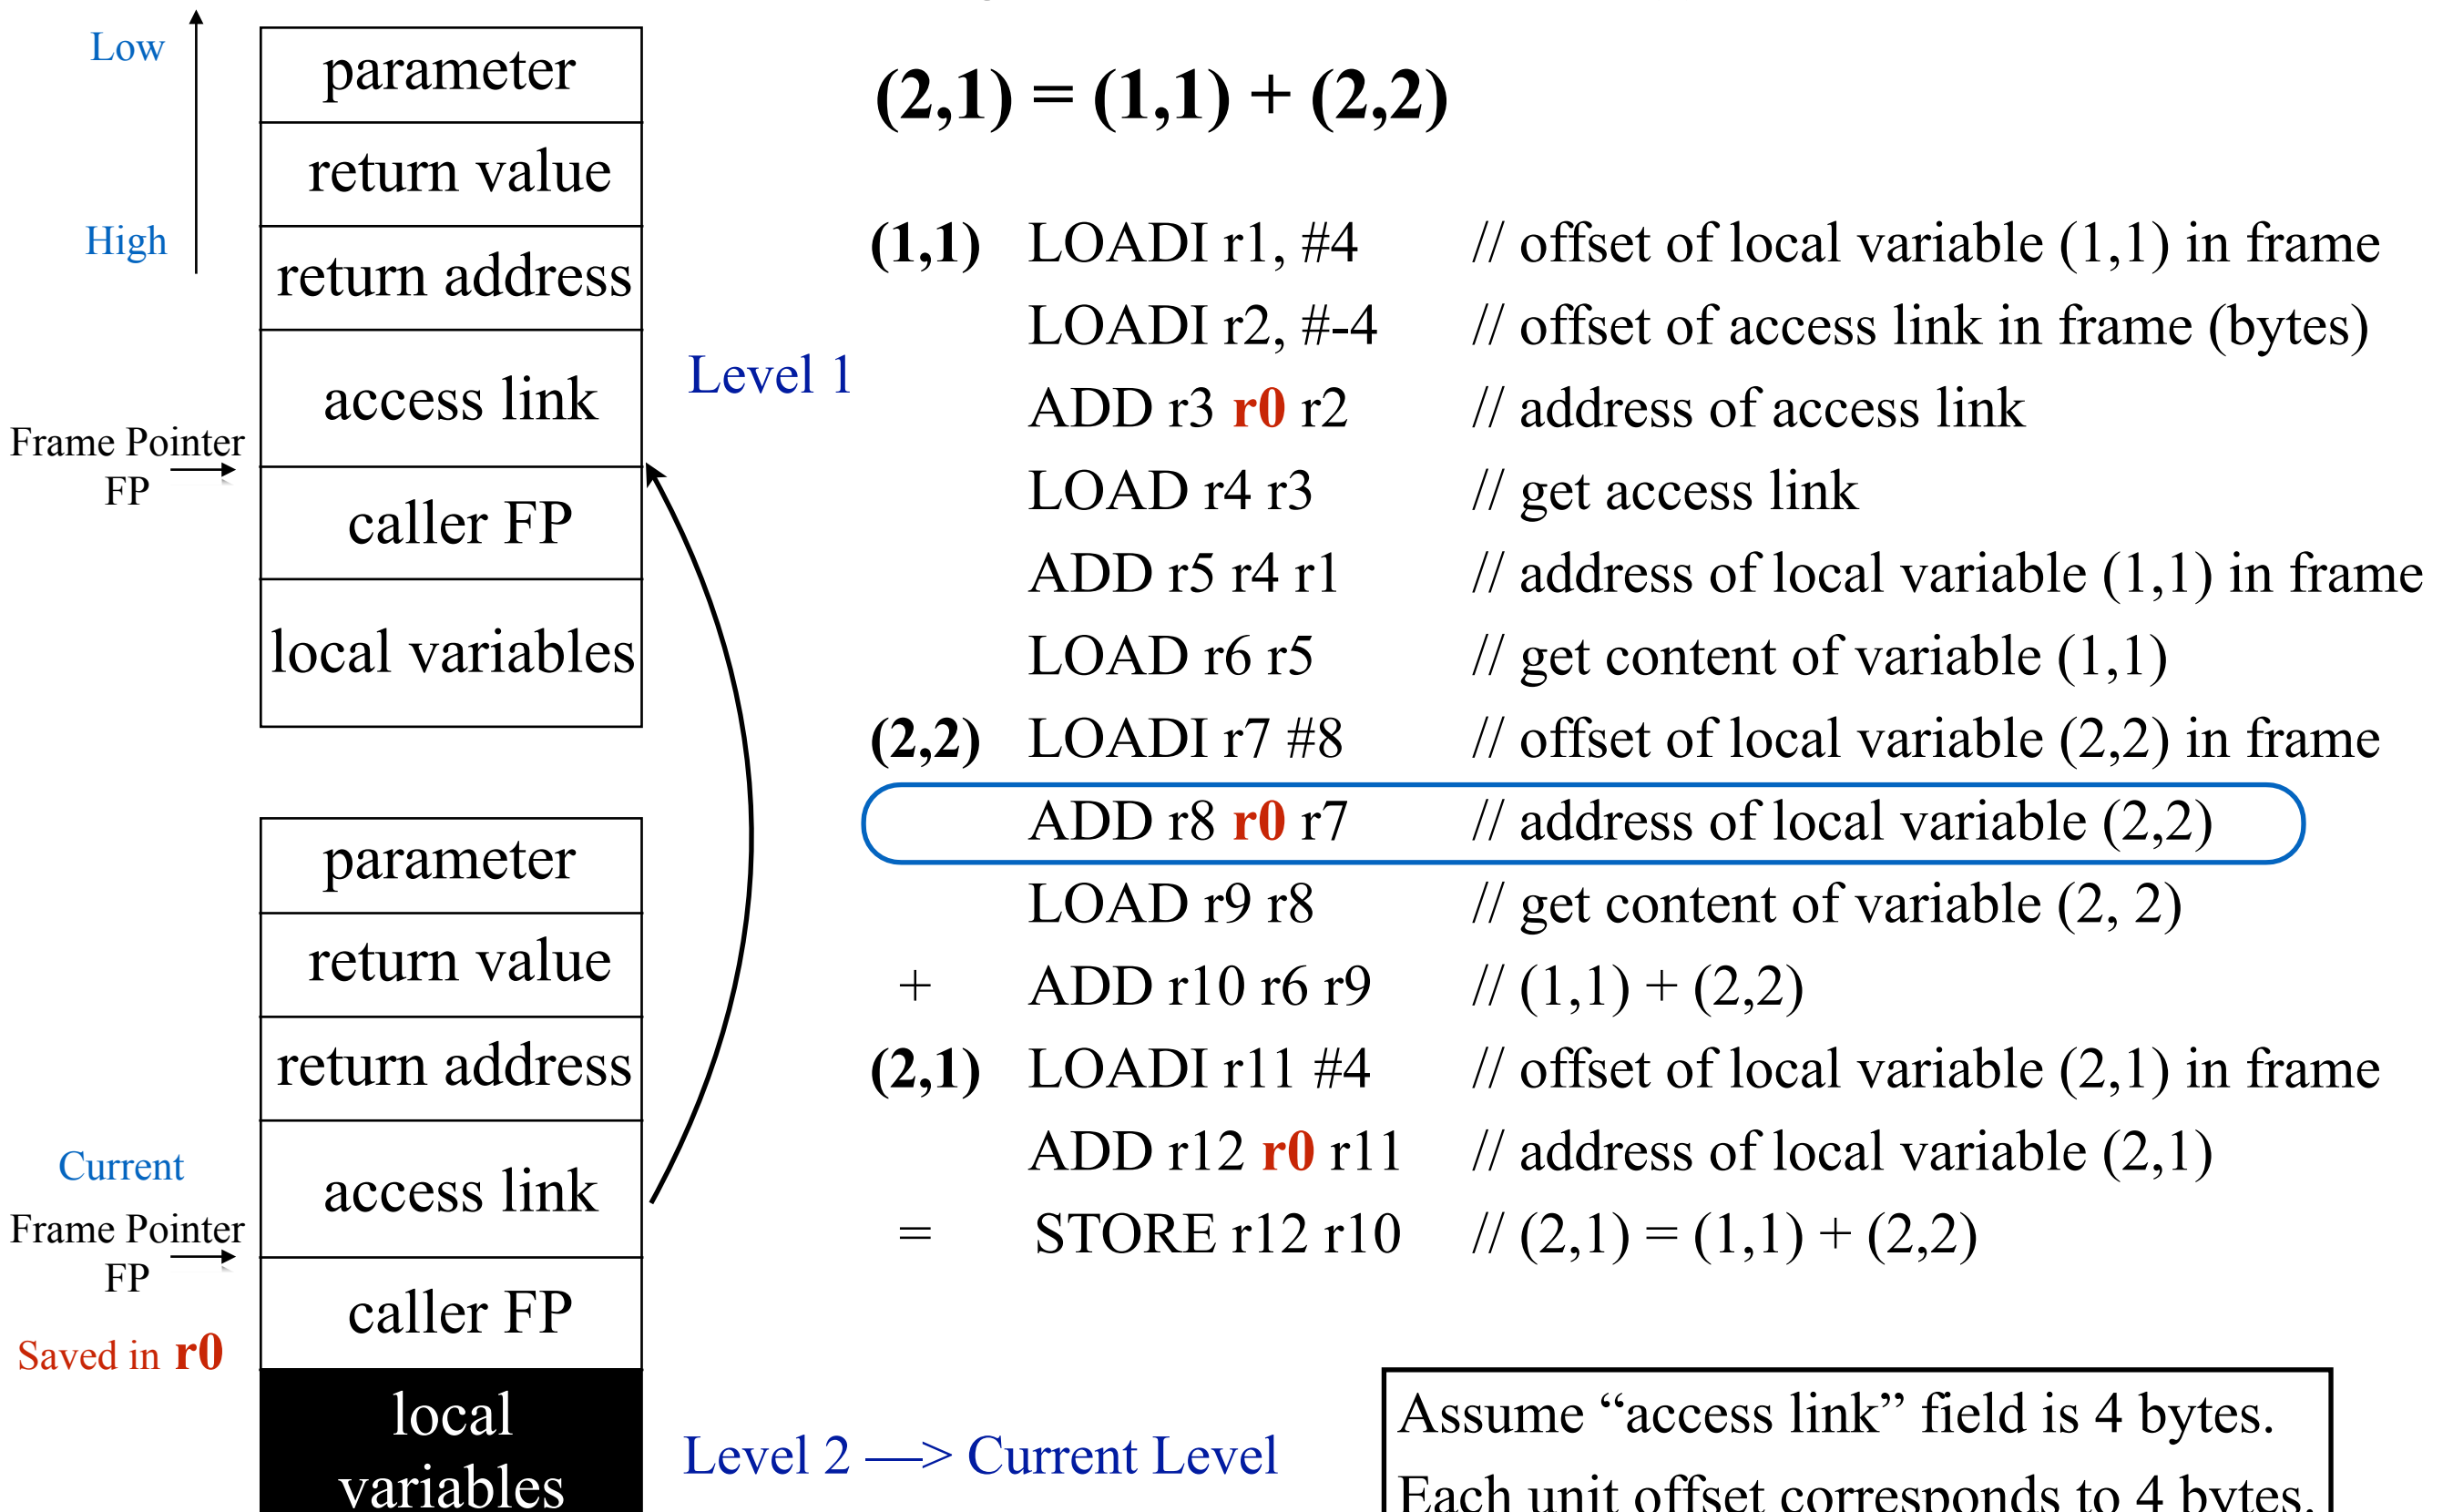 Low
High
parameter
return value
return address
access link
Frame Pointer
FP
caller FP
local variables
Level 1
parameter
return value
return address
access link
Current
Frame Pointer
FP
caller FP
Saved in r0
local
variables
Level 2 —> Current Level
(2,1) = (1,1) + (2,2)
(1,1) LOADI r1, #4 // offset of local variable (1,1) in frame
LOADI r2, #-4 // offset of access link in frame (bytes)
ADD r3 r0 r2 // address of access link
LOAD r4 r3 // get access link
ADD r5 r4 r1 // address of local variable (1,1) in frame
LOAD r6 r5 // get content of variable (1,1)
(2,2) LOADI r7 #8 // offset of local variable (2,2) in frame
ADD r8 r0 r7 // address of local variable (2,2)
LOAD r9 r8 // get content of variable (2, 2)
+ ADD r10 r6 r9 // (1,1) + (2,2)
(2,1) LOADI r11 #4 // offset of local variable (2,1) in frame
ADD r12 r0 r11 // address of local variable (2,1)
= STORE r12 r10 // (2,1) = (1,1) + (2,2)
Assume “access link” field is 4 bytes.
Each unit offset corresponds to 4 bytes.